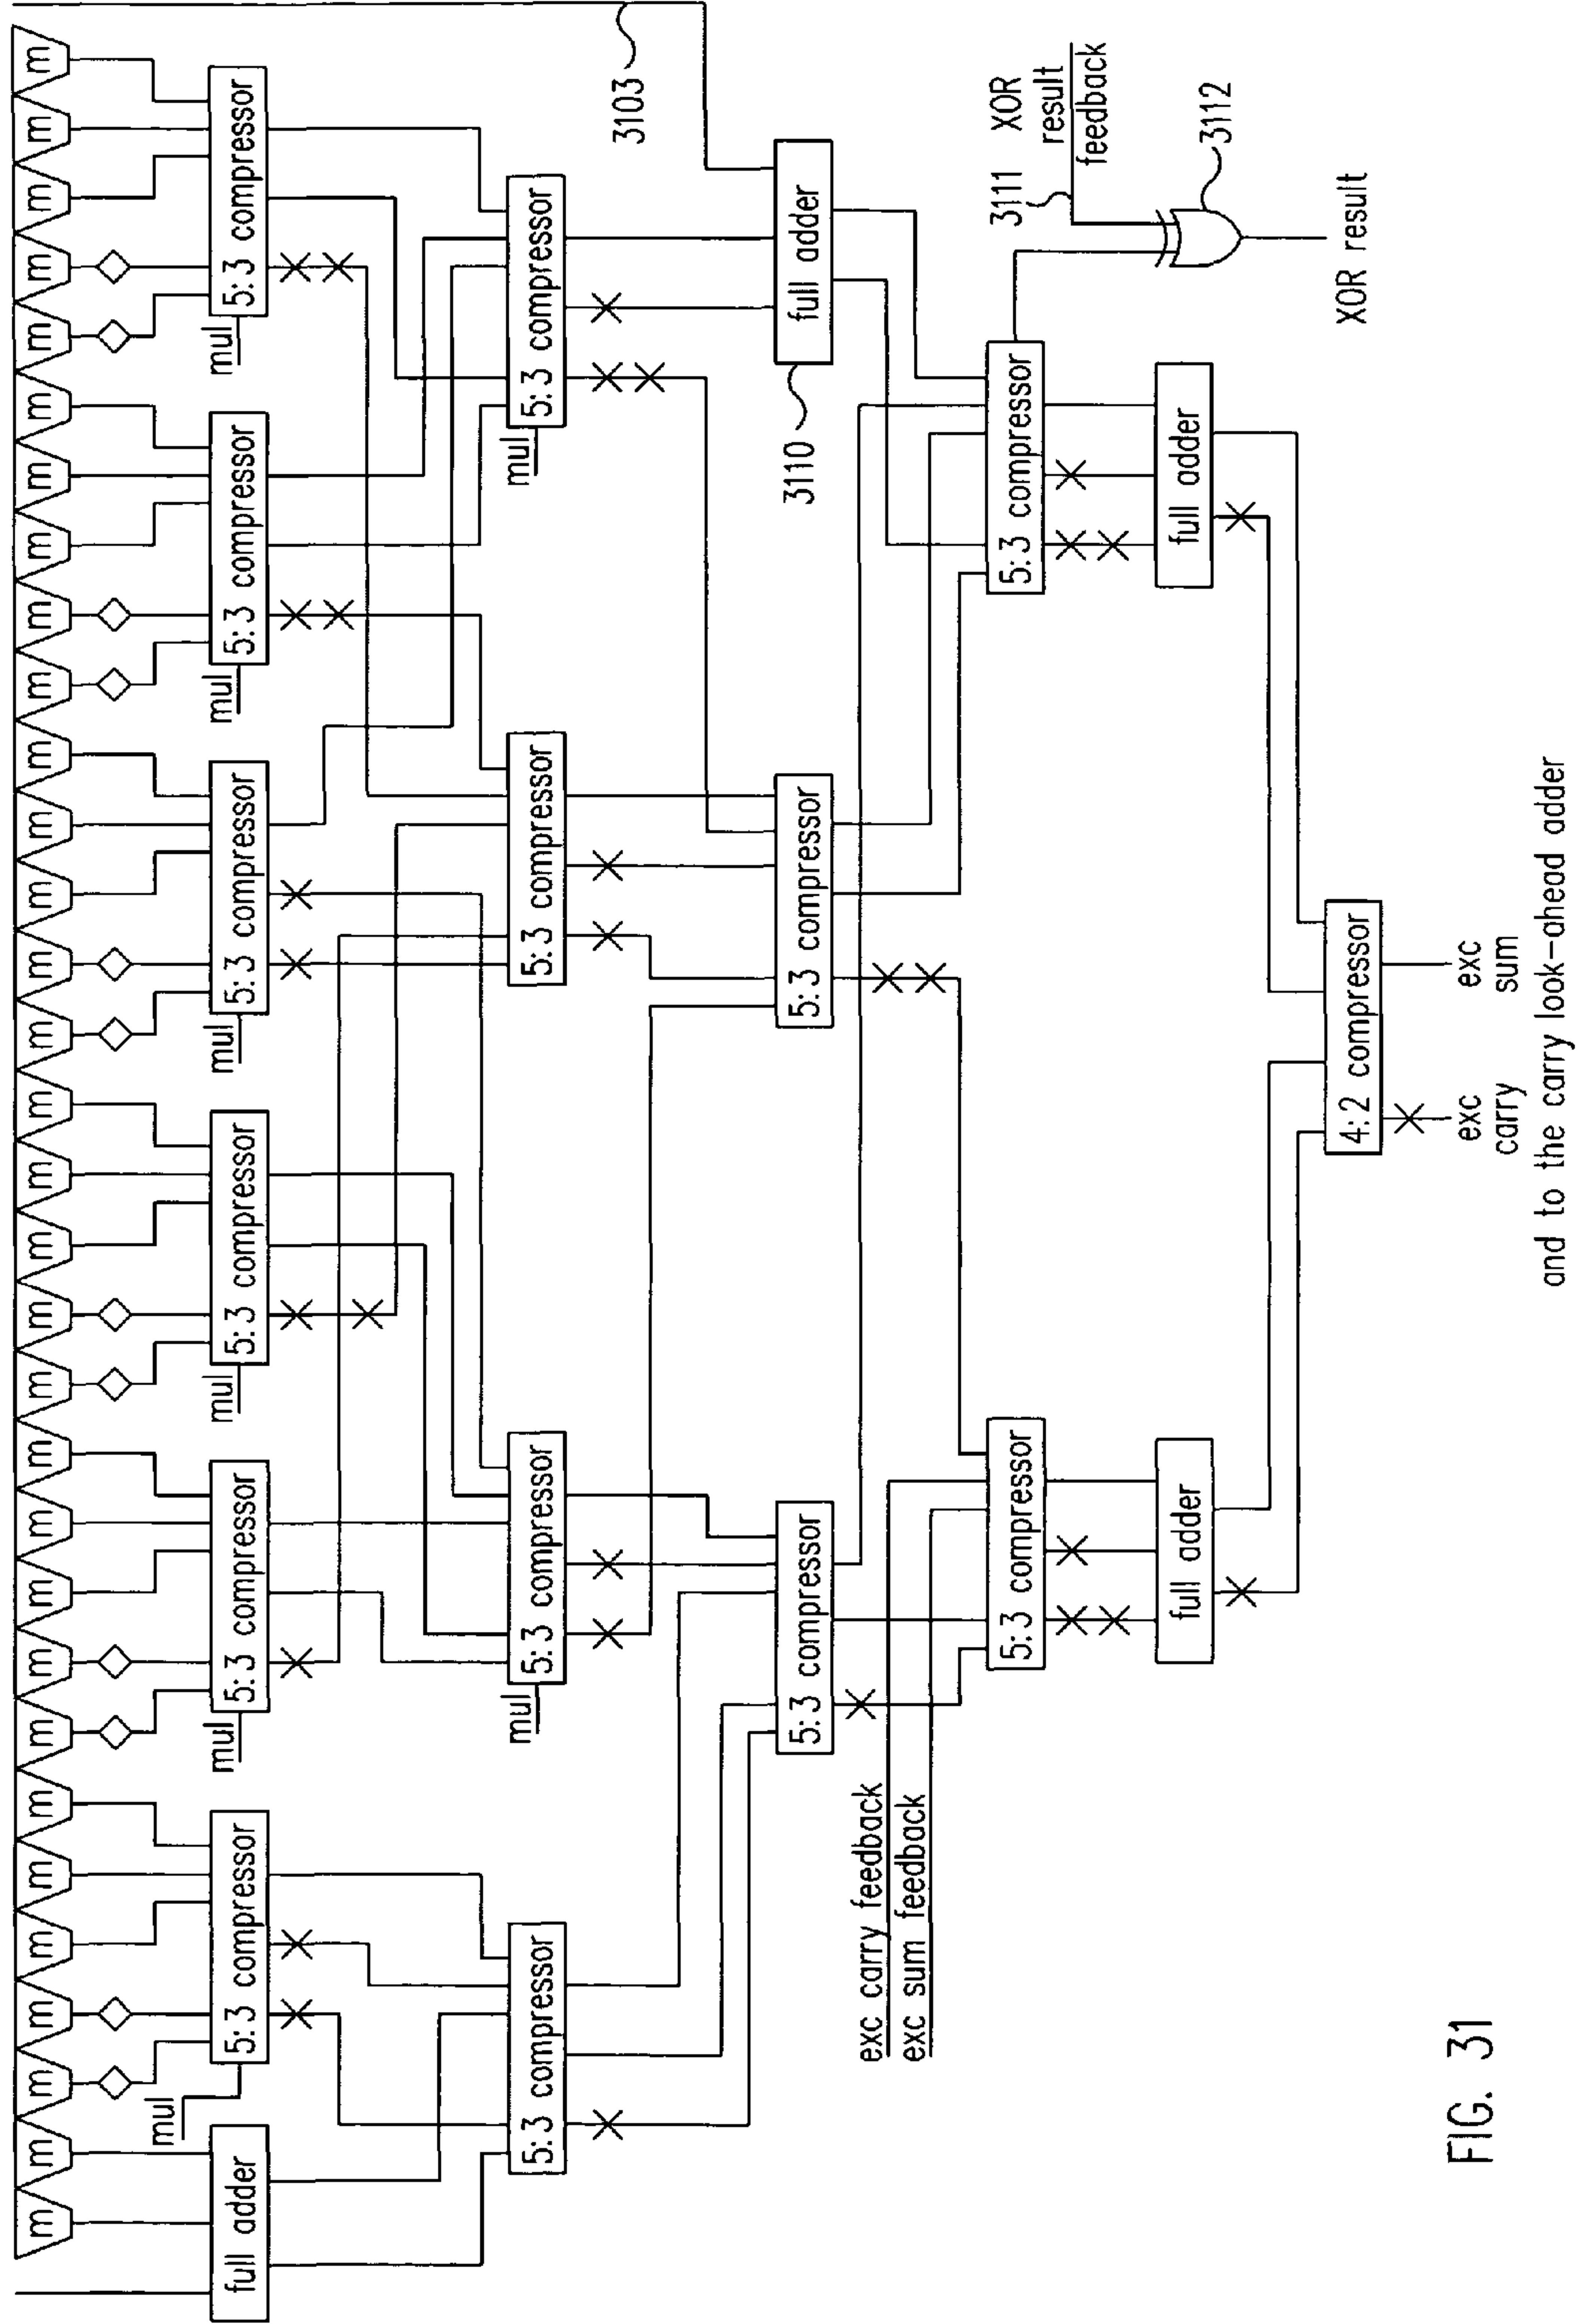 m m m m m m m m m m m m m m m m m m m m m m m m m m m m m m m m
mul
full adder
5:3 compressor
mul
5:3 compressor
mul
5:3 compressor
mul
5:3 compressor
mul
5:3 compressor
mul
5:3 compressor
5:3 compressor
mul
5:3 compressor
5:3 compressor
mul
5:3 compressor
3103
5:3 compressor
5:3 compressor
3110
full adder
exc carry feedback
exc sum feedback
5:3 compressor
5:3 compressor
3111
XOR
result
feedback
3112
full adder
full adder
XOR result
4:2 compressor
exc
carry
exc
sum
and to the carry look-ahead adder
FIG. 31